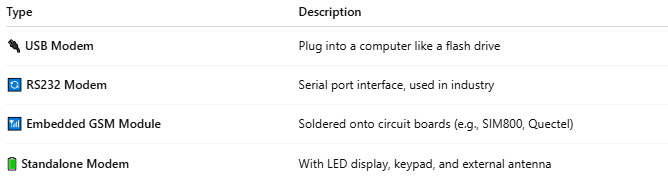 Type Description
USB Modem Plug into a computer like a flash drive
RS232 Modem Serial port interface, used in industry
Embedded GSM Module Soldered onto circuit boards (e.g., SIM800, Quectel)
Standalone Modem With LED display, keypad, and external antenna